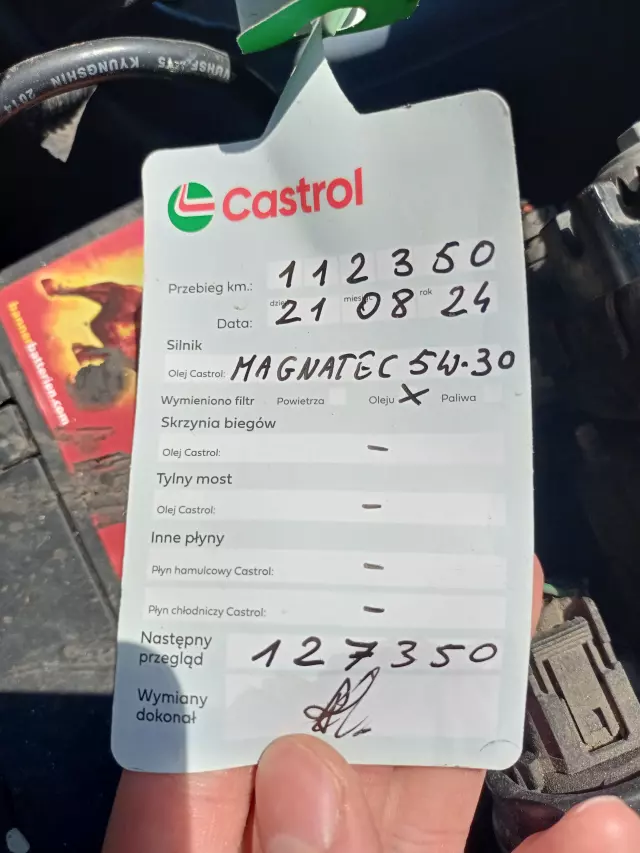 KYUNGSHIN 2014
Castrol
Przebieg km.: 112350
Data: dzień 21 miesiąc 08 rok 24
Silnik
Olej Castrol: MAGNATEC 5W-30
Wymieniono filtr Powietrza Oleju X Paliwa
Skrzynia biegów
Olej Castrol: –
Tylny most
Olej Castrol: –
Inne płyny
Płyn hamulcowy Castrol: –
Płyn chłodniczy Castrol: –
Następny
przegląd 127350
Wymiany
dokonał
bannerbatterien.com